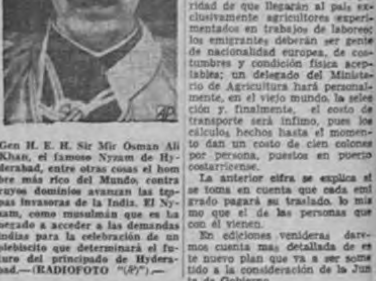 Gen H. E. H. Sir Mir Osman Ali
Khan, el famoso Nyzam de Hy-
derabad, entre otras cosas el hom
bre más rico del Mundo, contra
cuyos dominios avanzan las tro-
pas invasoras de la India. El Ny-
zam, como musulmán que es
a acceder a las demandas
indias para la celebración de un
plebiscito que determinará el fu-
turo del principado de Hydera-
bad.—(RADIOFOTO "(JP)").—
ridad de que llegarán al país ex-
clusivamente agricultores experi-
mentados en trabajos de labores;
los emigrantes deberán ser gente
de nacionalidad europea, de cos-
tumbres y condición física acep-
tables; un delegado del Ministe-
rio de Agricultura hará personal-
mente, en el viejo mundo, la selec
ción y finalmente, el costo de
transporte será ínfimo, pues los
cálculos hechos hasta el momento
dan un costo de cien colones
por persona, puestos en puerto
costarricense.
La anterior cifra se explica si
se toma en cuenta que cada emi
grado pagará su traslado, lo mis
mo que el de las personas que
con él vienen.
En ediciones venideras dare-
mos cuenta más detallada de es
te nuevo plan que va a ser some
tido a la consideración de la Jun
ta de Gobierno